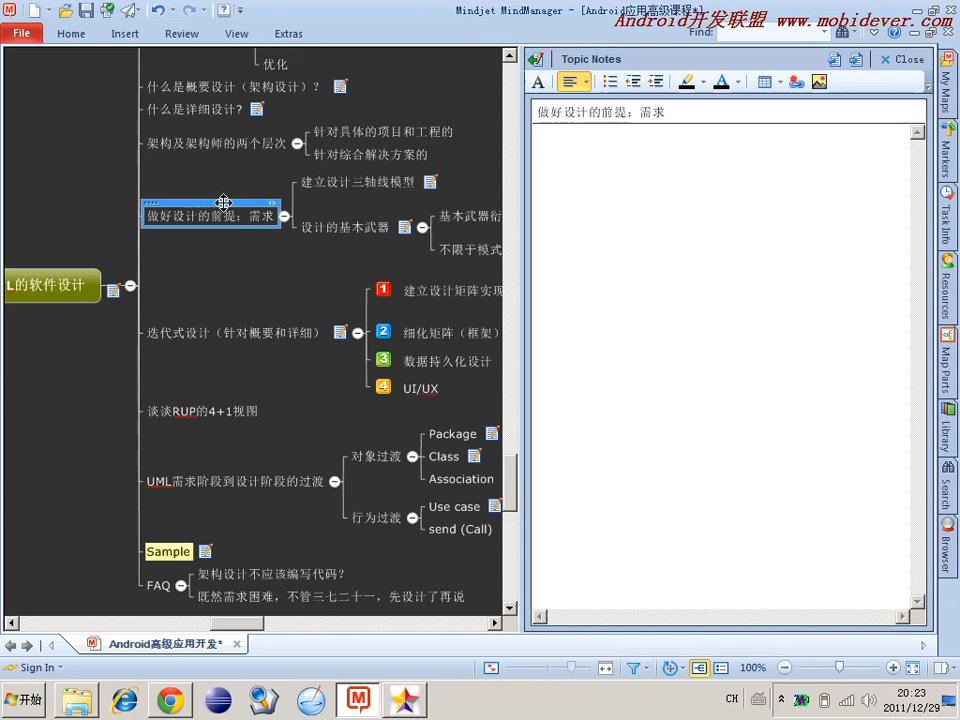 Mindjet MindManager - [Android应用高级课程*]
Android开发联盟 www.mobidever.com
File
Home
Insert
Review
View
Extras
Find:
优化
什么是概要设计（架构设计）？
什么是详细设计?
架构及架构师的两个层次
针对具体的项目和工程的
针对综合解决方案的
做好设计的前提：需求
建立设计三轴线模型
设计的基本武器
基本武器衍
不限于模式
L的软件设计
迭代式设计（针对概要和详细）
1 建立设计矩阵实现
2 细化矩阵（框架）
3 数据持久化设计
4 UI/UX
谈谈RUP的4+1视图
UML需求阶段到设计阶段的过渡
对象过渡
Package
Class
Association
行为过渡
Use case
send (Call)
Sample
FAQ
架构设计不应该编写代码?
既然需求困难，不管三七二十一，先设计了再说
Topic Notes
Close
做好设计的前提：需求
My Maps
Markers
Task Info
Resources
Map Parts
Library
Search
Browser
Android高级应用开发*
Sign In
100%
开始
CH
20:23
2011/12/29